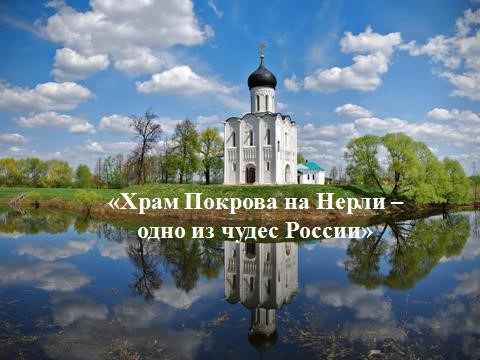 «Храм Покрова на Нерли –
одно из чудес России»